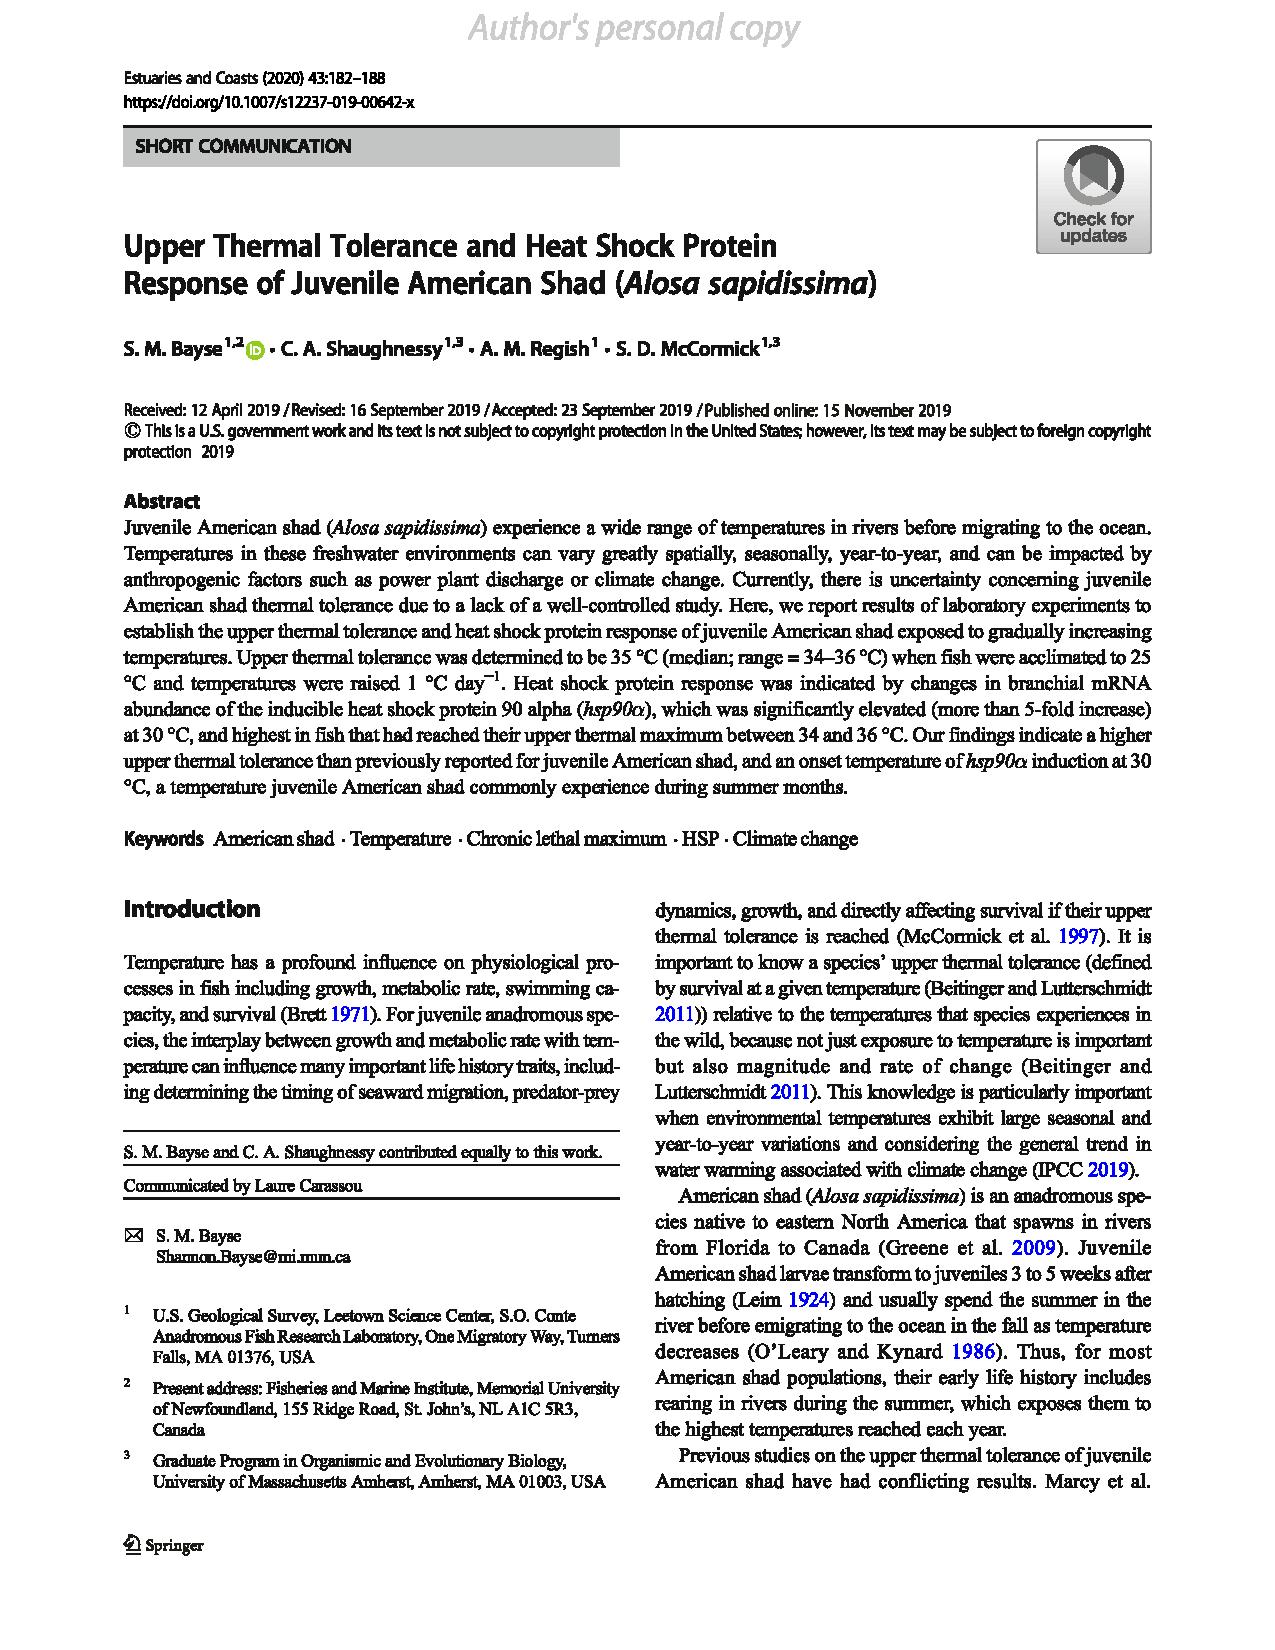 Author's personal copy
Estuaries and Coasts (2020) 43:182–188
https://doi.org/10.1007/s12237-019-00642-x
SHORT COMMUNICATION
Check for
updates
Upper Thermal Tolerance and Heat Shock Protein
Response of Juvenile American Shad (Alosa sapidissima)
S. M. Bayse1,2 iD · C. A. Shaughnessy1,3 · A. M. Regish1 · S. D. McCormick1,3
Received: 12 April 2019 / Revised: 16 September 2019 / Accepted: 23 September 2019 / Published online: 15 November 2019
© This is a U.S. government work and its text is not subject to copyright protection in the United States; however, its text may be subject to foreign copyright
protection 2019
Abstract
Juvenile American shad (Alosa sapidissima) experience a wide range of temperatures in rivers before migrating to the ocean.
Temperatures in these freshwater environments can vary greatly spatially, seasonally, year-to-year, and can be impacted by
anthropogenic factors such as power plant discharge or climate change. Currently, there is uncertainty concerning juvenile
American shad thermal tolerance due to a lack of a well-controlled study. Here, we report results of laboratory experiments to
establish the upper thermal tolerance and heat shock protein response of juvenile American shad exposed to gradually increasing
temperatures. Upper thermal tolerance was determined to be 35 °C (median; range = 34–36 °C) when fish were acclimated to 25
°C and temperatures were raised 1 °C day−1. Heat shock protein response was indicated by changes in branchial mRNA
abundance of the inducible heat shock protein 90 alpha (hsp90α), which was significantly elevated (more than 5-fold increase)
at 30 °C, and highest in fish that had reached their upper thermal maximum between 34 and 36 °C. Our findings indicate a higher
upper thermal tolerance than previously reported for juvenile American shad, and an onset temperature of hsp90α induction at 30
°C, a temperature juvenile American shad commonly experience during summer months.
Keywords American shad · Temperature · Chronic lethal maximum · HSP · Climate change
Introduction
Temperature has a profound influence on physiological pro-
cesses in fish including growth, metabolic rate, swimming ca-
pacity, and survival (Brett 1971). For juvenile anadromous spe-
cies, the interplay between growth and metabolic rate with tem-
perature can influence many important life history traits, includ-
ing determining the timing of seaward migration, predator-prey
S. M. Bayse and C. A. Shaughnessy contributed equally to this work.
Communicated by Laure Carassou
S. M. Bayse
Shannon.Bayse@mi.mun.ca
1 U.S. Geological Survey, Leetown Science Center, S.O. Conte
Anadromous Fish Research Laboratory, One Migratory Way, Turners
Falls, MA 01376, USA
2 Present address: Fisheries and Marine Institute, Memorial University
of Newfoundland, 155 Ridge Road, St. John's, NL A1C 5R3,
Canada
3 Graduate Program in Organismic and Evolutionary Biology,
University of Massachusetts Amherst, Amherst, MA 01003, USA
dynamics, growth, and directly affecting survival if their upper
thermal tolerance is reached (McCormick et al. 1997). It is
important to know a species' upper thermal tolerance (defined
by survival at a given temperature (Beitinger and Lutterschmidt
2011)) relative to the temperatures that species experiences in
the wild, because not just exposure to temperature is important
but also magnitude and rate of change (Beitinger and
Lutterschmidt 2011). This knowledge is particularly important
when environmental temperatures exhibit large seasonal and
year-to-year variations and considering the general trend in
water warming associated with climate change (IPCC 2019).
American shad (Alosa sapidissima) is an anadromous spe-
cies native to eastern North America that spawns in rivers
from Florida to Canada (Greene et al. 2009). Juvenile
American shad larvae transform to juveniles 3 to 5 weeks after
hatching (Leim 1924) and usually spend the summer in the
river before emigrating to the ocean in the fall as temperature
decreases (O'Leary and Kynard 1986). Thus, for most
American shad populations, their early life history includes
rearing in rivers during the summer, which exposes them to
the highest temperatures reached each year.
Previous studies on the upper thermal tolerance of juvenile
American shad have had conflicting results. Marcy et al.
Springer